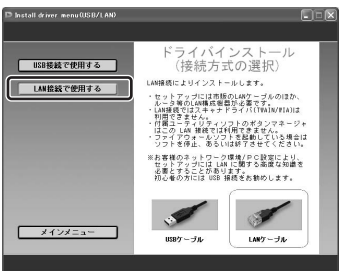 Install driver menu(USB/LAN)
ドライバインストール
(接続方式の選択)
USB接続で使用する
LAN接続で使用する
LAN接続によりインストールします。
・セットアップには市販のLANケーブルのほか、
ルータ等のLAN構成機器が必要です。
・LAN接続ではスキャナドライバ(TWAIN/WIA)は
利用できません。
・付属ユーティリティソフトのボタンマネージャ
はこの LAN 接続では利用できません。
・ファイアウォールソフトを起動している場合は
ソフトを停止、あるいは終了させてください。
※お客様のネットワーク環境/ＰＣ設定により、
セットアップには LAN に関する高度な知識を
必要とすることがあります。
初心者の方には USB 接続をお勧めします。
メインメニュー
USBケーブル
LANケーブル